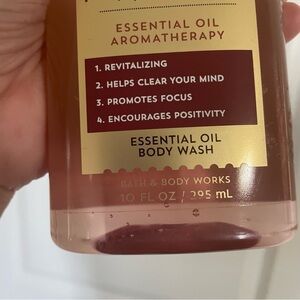 ESSENTIAL OIL
AROMATHERAPY
1. REVITALIZING
2. HELPS CLEAR YOUR MIND
3. PROMOTES FOCUS
4. ENCOURAGES POSITIVITY
ESSENTIAL OIL
BODY WASH
BATH & BODY WORKS
10 FL OZ / 295 mL